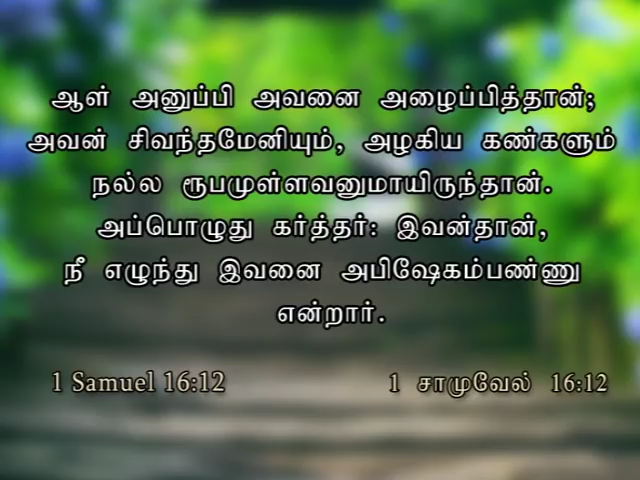 ஆள் அனுப்பி அவனை அழைப்பித்தான்;
அவன் சிவந்தமேனியும், அழகிய கண்களும்
நல்ல ரூபமுள்ளவனுமாயிருந்தான்.
அப்பொழுது கர்த்தர்: இவன்தான்,
நீ எழுந்து இவனை அபிஷேகம்பண்ணு
என்றார்.
1 Samuel 16:12
1 சாமுவேல் 16:12